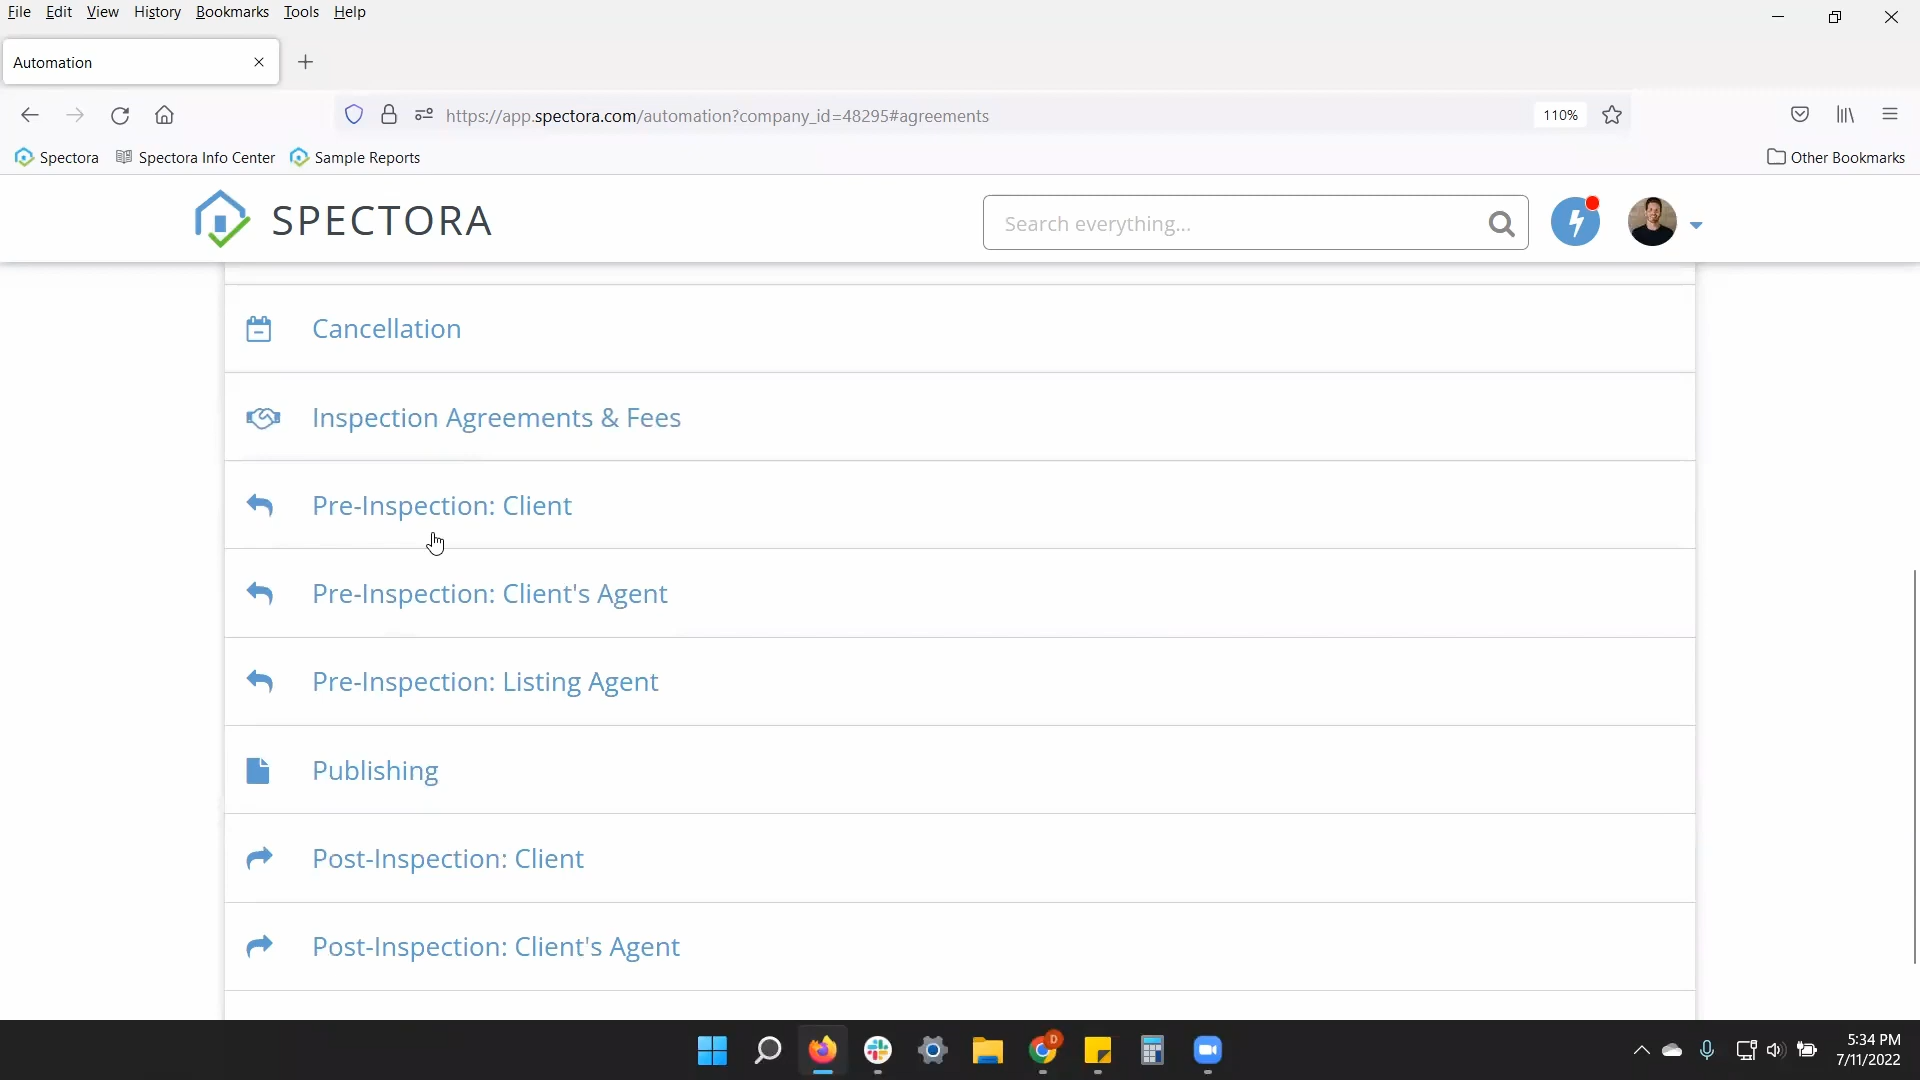 File Edit View History Bookmarks Tools Help
Automation
https://app.spectora.com/automation?company_id=48295#agreements
110%
Spectora Spectora Info Center Sample Reports Other Bookmarks
SPECTORA
Search everything...
Cancellation
Inspection Agreements & Fees
Pre-Inspection: Client
Pre-Inspection: Client's Agent
Pre-Inspection: Listing Agent
Publishing
Post-Inspection: Client
Post-Inspection: Client's Agent
D
5:34 PM
7/11/2022